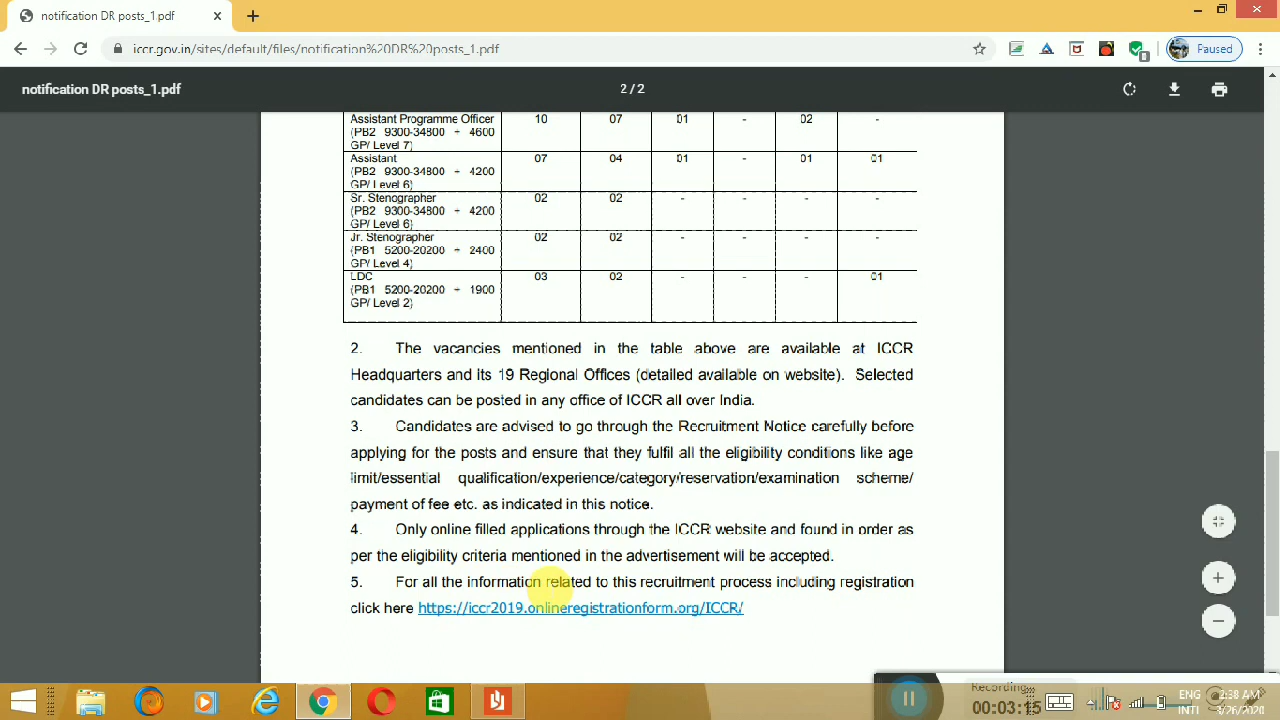 notification DR posts_1.pdf
iccr.gov.in/sites/default/files/notification%20DR%20posts_1.pdf
Paused
notification DR posts_1.pdf
2 / 2
Assistant Programme Officer 10 07 01 - 02 -
(PB2 9300-34800 + 4600
GP/ Level 7)
Assistant 07 04 01 - 01 01
(PB2 9300-34800 + 4200
GP/ Level 6)
Sr. Stenographer 02 02 - - - -
(PB2 9300-34800 + 4200
GP/ Level 6)
Jr. Stenographer 02 02 - - - -
(PB1 5200-20200 + 2400
GP/ Level 4)
LDC 03 02 - - - 01
(PB1 5200-20200 + 1900
GP/ Level 2)
2. The vacancies mentioned in the table above are available at ICCR
Headquarters and its 19 Regional Offices (detailed available on website). Selected
candidates can be posted in any office of ICCR all over India.
3. Candidates are advised to go through the Recruitment Notice carefully before
applying for the posts and ensure that they fulfil all the eligibility conditions like age
limit/essential qualification/experience/category/reservation/examination scheme/
payment of fee etc. as indicated in this notice.
4. Only online filled applications through the ICCR website and found in order as
per the eligibility criteria mentioned in the advertisement will be accepted.
5. For all the information related to this recruitment process including registration
click here https://iccr2019.onlineregistrationform.org/ICCR/
Recording
00:03:15
ENG
INTL
2:38 AM